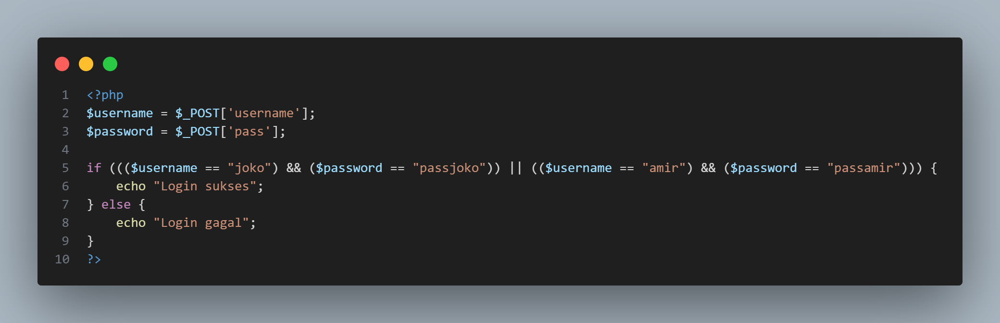 1 <?php
2 $username = $_POST['username'];
3 $password = $_POST['pass'];
4
5 if ((($username == "joko") && ($password == "passjoko")) || (($username == "amir") && ($password == "passamir"))) {
6     echo "Login sukses";
7 } else {
8     echo "Login gagal";
9 }
10 ?>